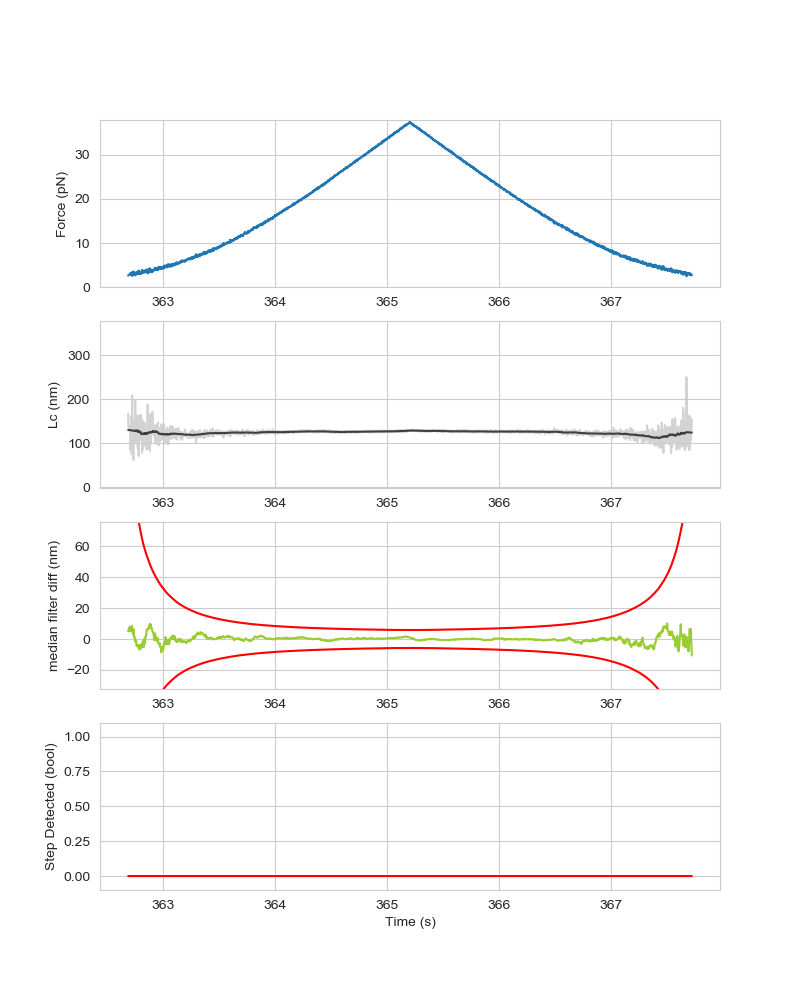 Force (pN)
30
20
10
0
363 364 365 366 367
Lc (nm)
300
200
100
0
363 364 365 366 367
median filter diff (nm)
60
40
20
0
−20
363 364 365 366 367
Step Detected (bool)
1.00
0.75
0.50
0.25
0.00
363 364 365 366 367
Time (s)